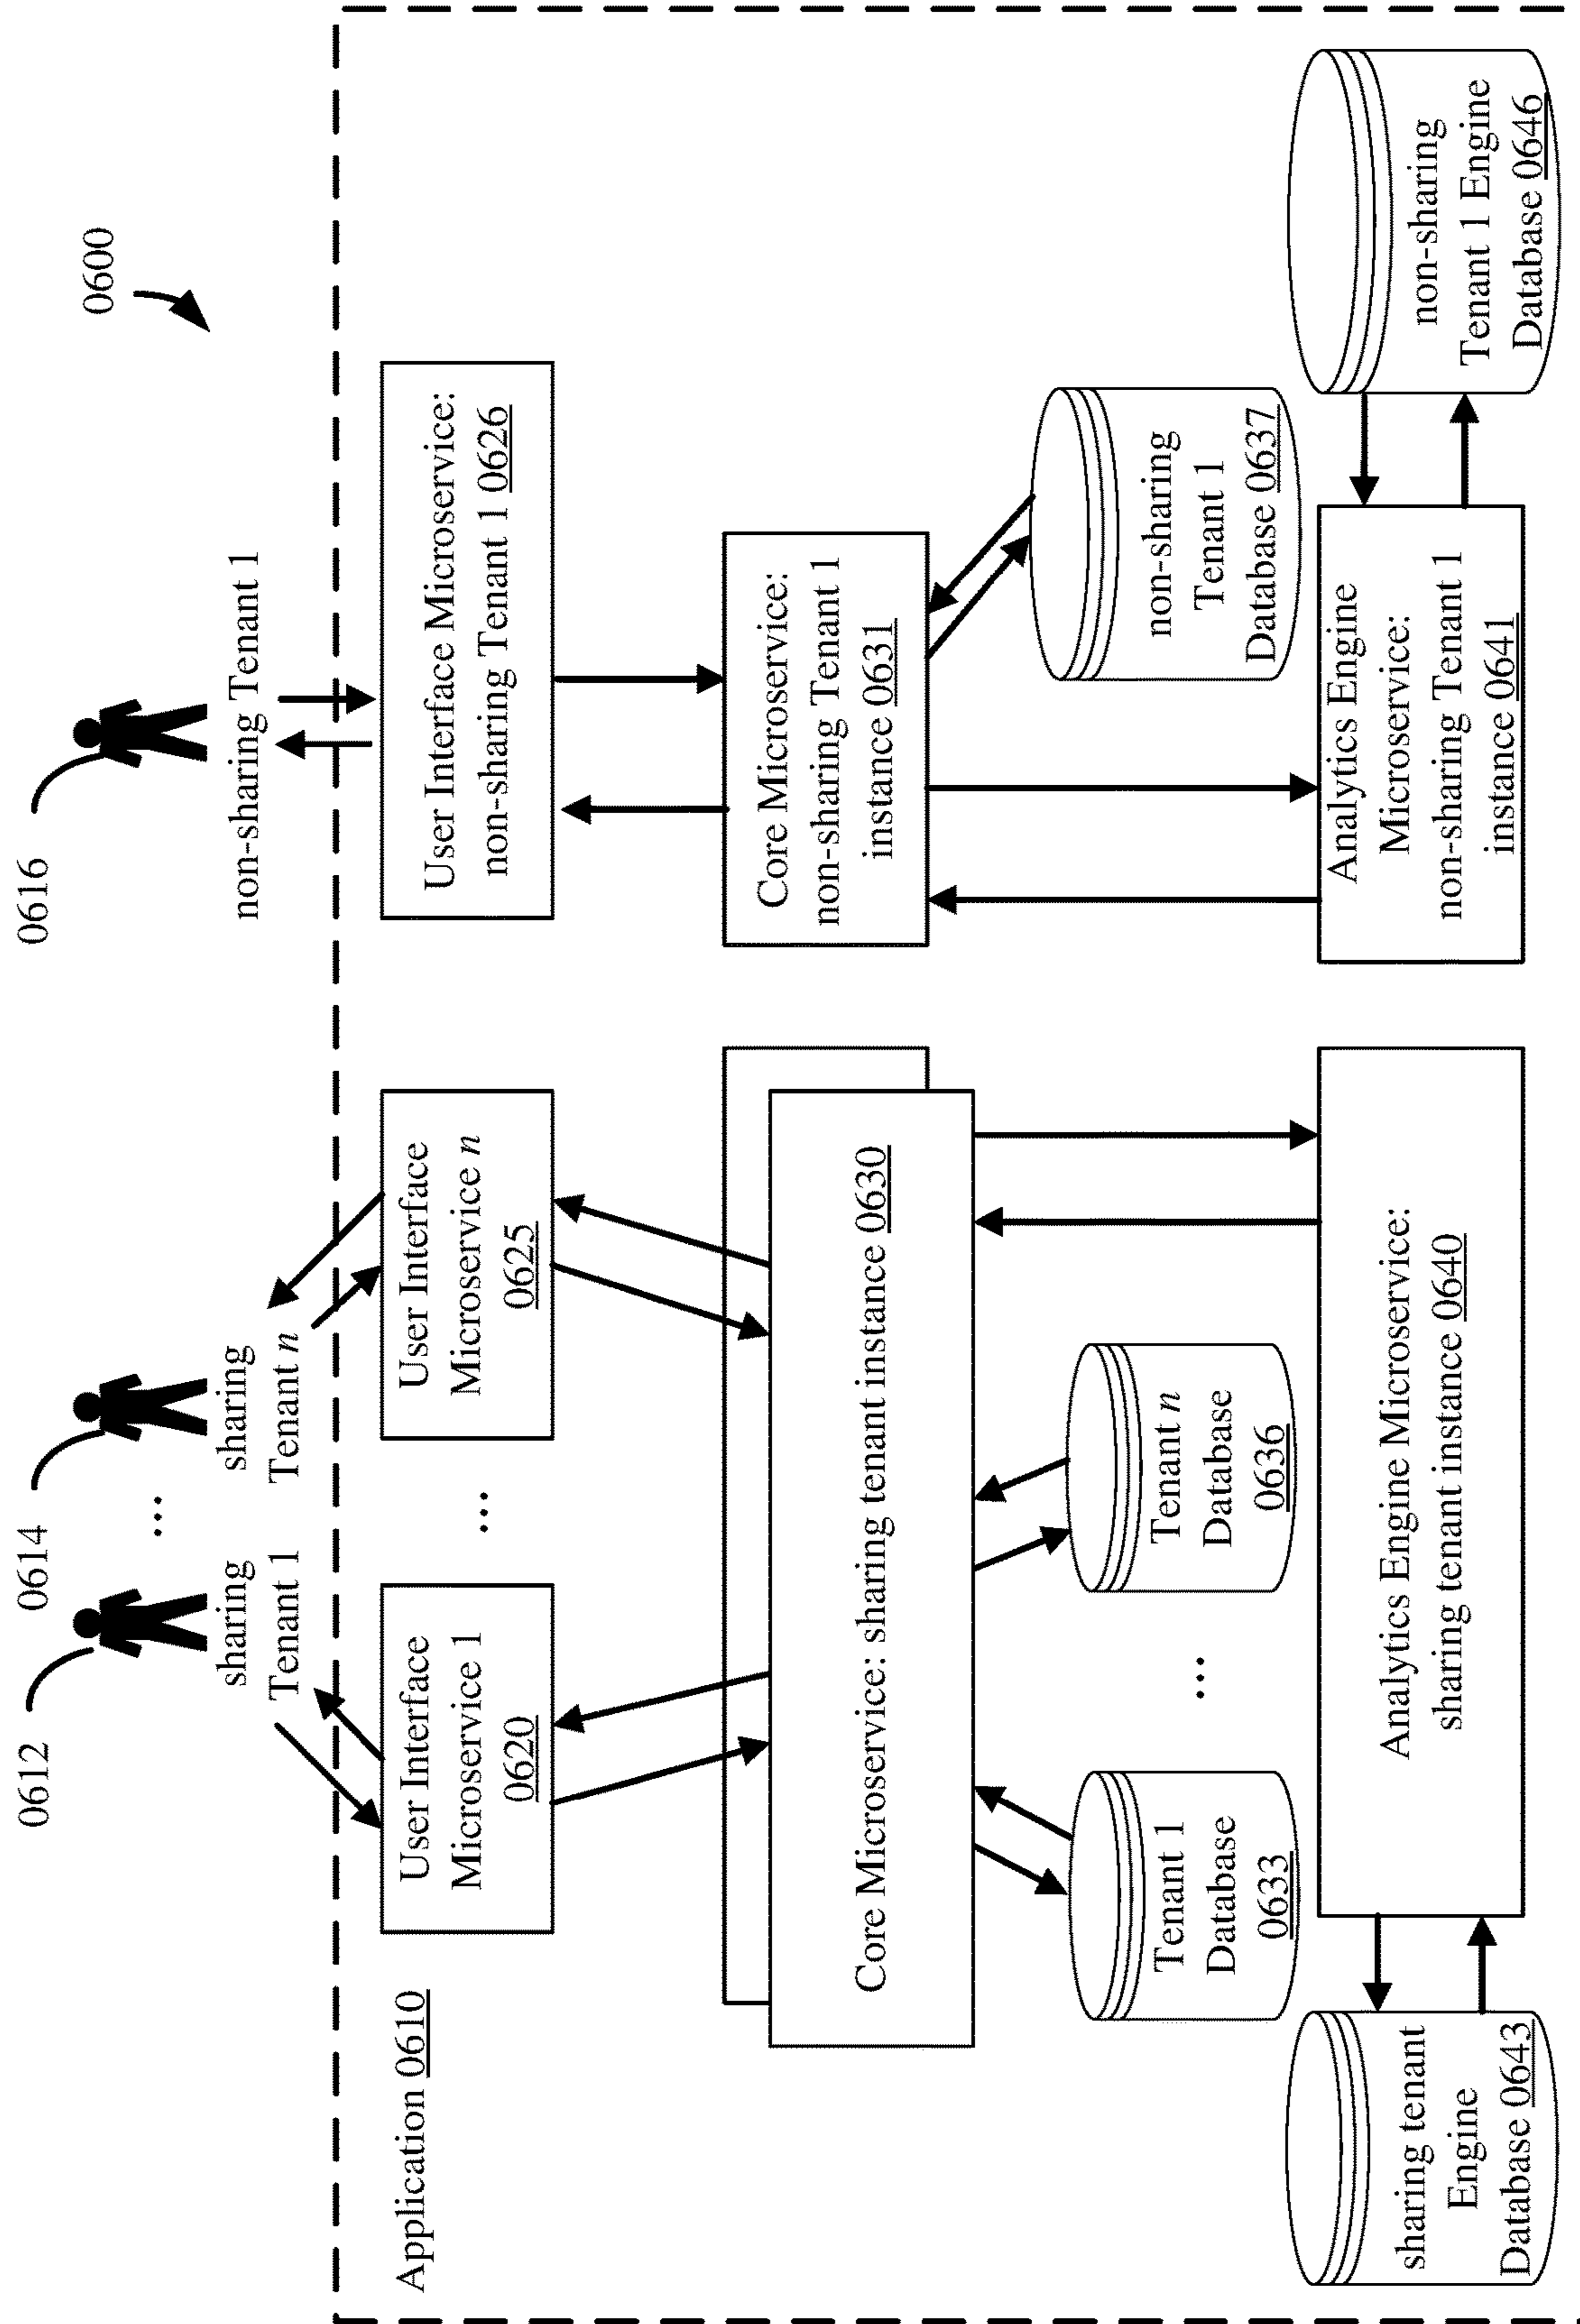 0600
0612
0614
0616
sharing
Tenant 1
...
sharing
Tenant n
non-sharing Tenant 1
Application 0610
User Interface
Microservice 1
0620
...
User Interface
Microservice n
0625
User Interface Microservice:
non-sharing Tenant 1 0626
Core Microservice: sharing tenant instance 0630
Core Microservice:
non-sharing Tenant 1
instance 0631
Tenant 1
Database
0633
...
Tenant n
Database
0636
non-sharing
Tenant 1
Database 0637
sharing tenant
Engine
Database 0643
Analytics Engine Microservice:
sharing tenant instance 0640
Analytics Engine
Microservice:
non-sharing Tenant 1
instance 0641
non-sharing
Tenant 1 Engine
Database 0646